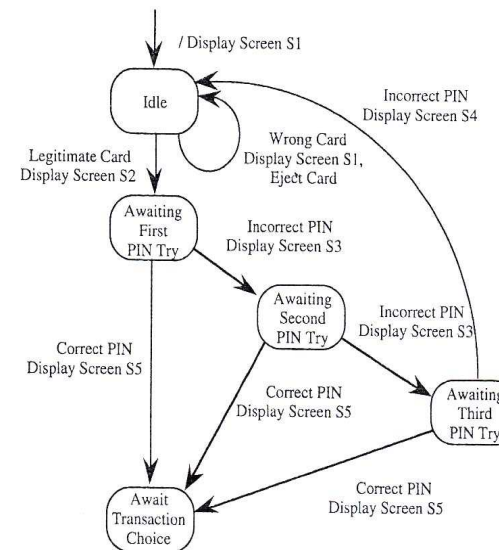 / Display Screen S1
Idle
Incorrect PIN
Display Screen S4
Wrong Card
Display Screen S1,
Eject Card
Legitimate Card
Display Screen S2
Awaiting
First
PIN Try
Incorrect PIN
Display Screen S3
Awaiting
Second
PIN Try
Incorrect PIN
Display Screen S3
Correct PIN
Display Screen S5
Correct PIN
Display Screen S5
Awaiting
Third
PIN Try
Correct PIN
Display Screen S5
Await
Transaction
Choice